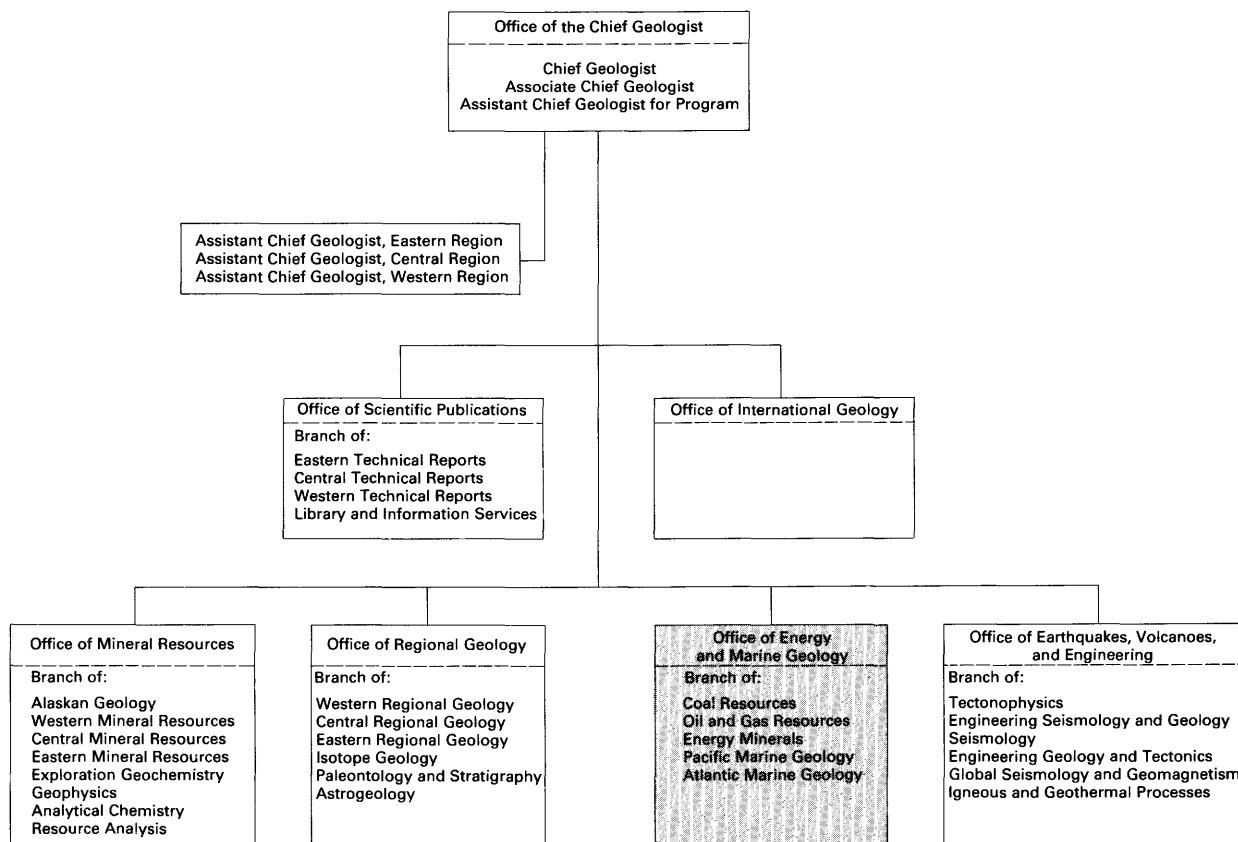 Office of the Chief Geologist
Chief Geologist
Associate Chief Geologist
Assistant Chief Geologist for Program
Assistant Chief Geologist, Eastern Region
Assistant Chief Geologist, Central Region
Assistant Chief Geologist, Western Region
Office of Scientific Publications
Branch of:
Eastern Technical Reports
Central Technical Reports
Western Technical Reports
Library and Information Services
Office of International Geology
Office of Mineral Resources
Branch of:
Alaskan Geology
Western Mineral Resources
Central Mineral Resources
Eastern Mineral Resources
Exploration Geochemistry
Geophysics
Analytical Chemistry
Resource Analysis
Office of Regional Geology
Branch of:
Western Regional Geology
Central Regional Geology
Eastern Regional Geology
Isotope Geology
Paleontology and Stratigraphy
Astrogeology
Office of Energy
and Marine Geology
Branch of:
Coal Resources
Oil and Gas Resources
Energy Minerals
Pacific Marine Geology
Atlantic Marine Geology
Office of Earthquakes, Volcanoes,
and Engineering
Branch of:
Tectonophysics
Engineering Seismology and Geology
Seismology
Engineering Geology and Tectonics
Global Seismology and Geomagnetism
Igneous and Geothermal Processes